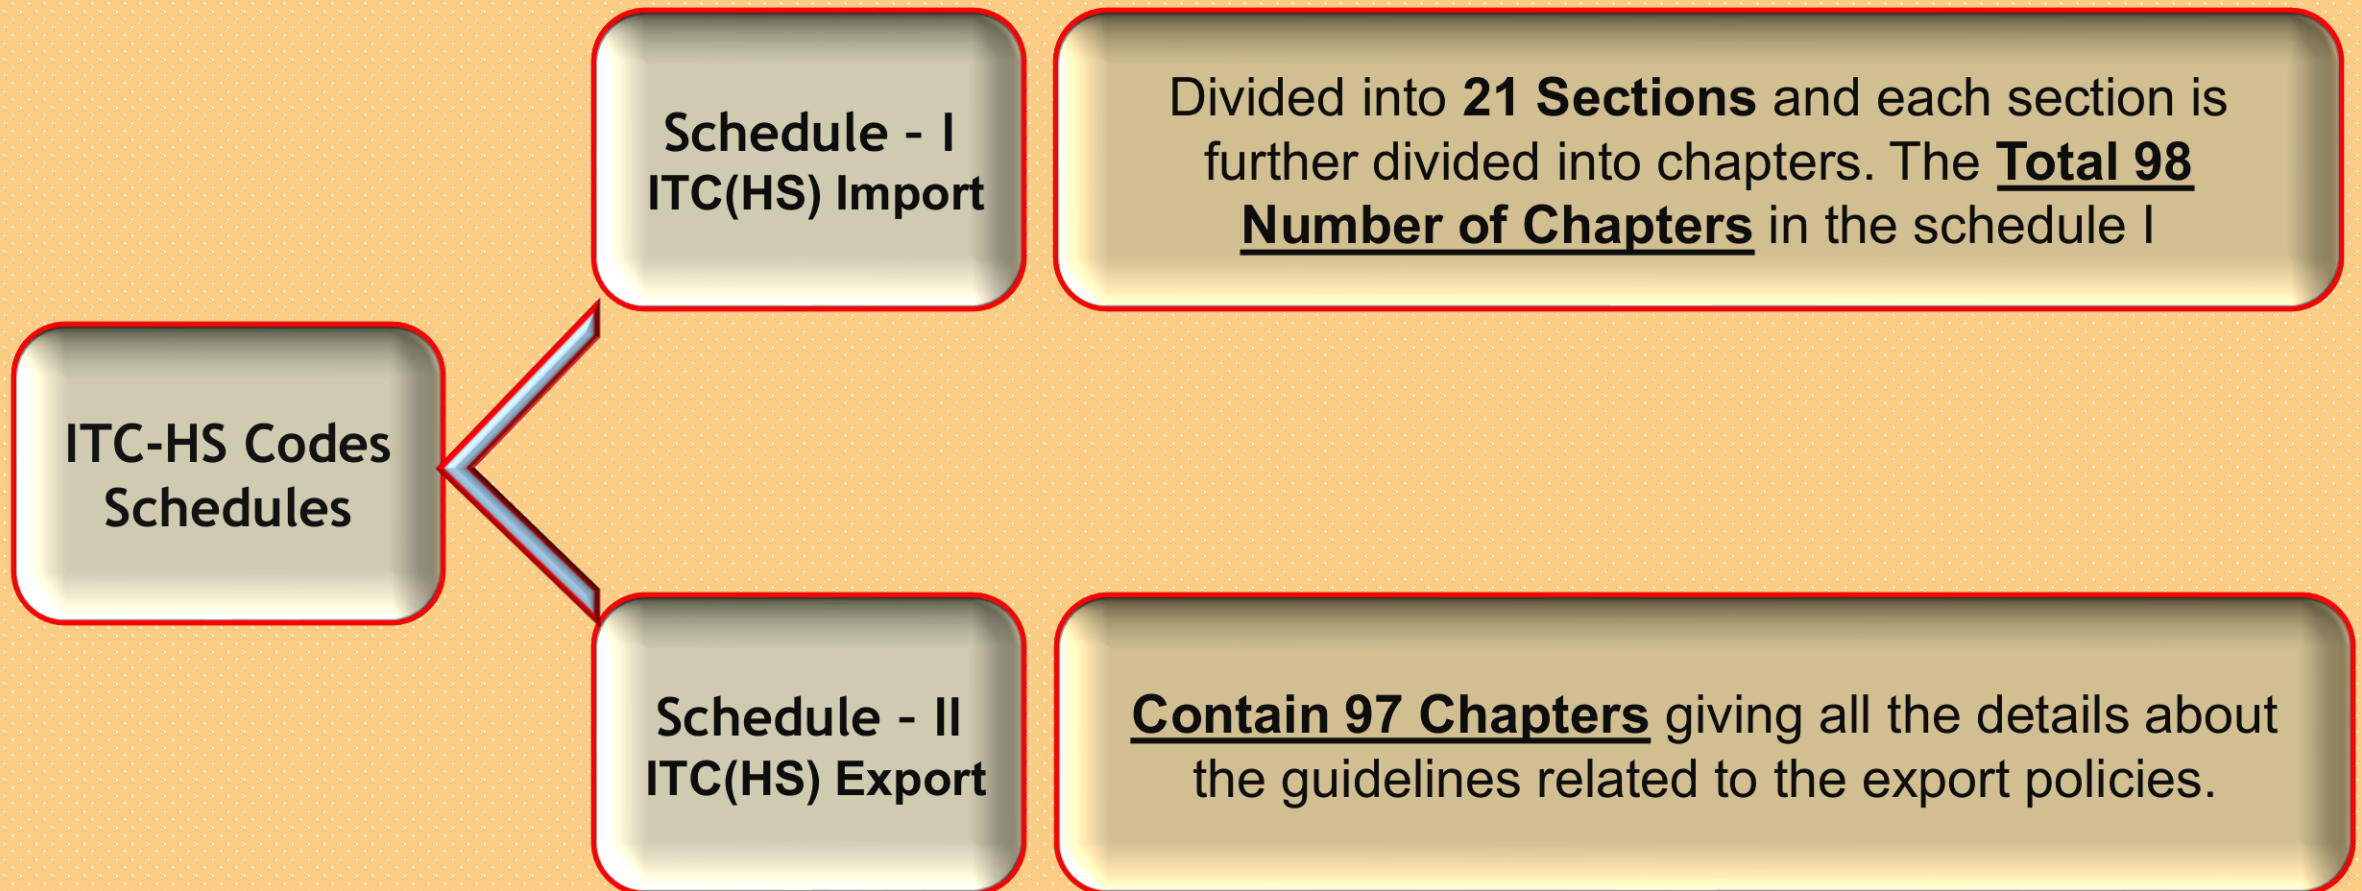 Schedule - I
ITC(HS) Import
Divided into 21 Sections and each section is
further divided into chapters. The Total 98
Number of Chapters in the schedule I
ITC-HS Codes
Schedules
Schedule - II
ITC(HS) Export
Contain 97 Chapters giving all the details about
the guidelines related to the export policies.